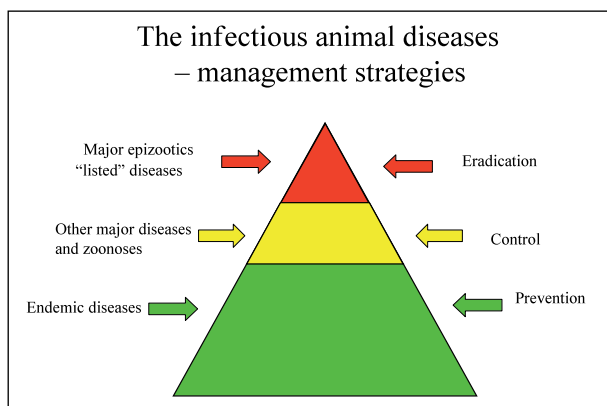 The infectious animal diseases
– management strategies
Major epizootics
“listed” diseases
Eradication
Other major diseases
and zoonoses
Control
Endemic diseases
Prevention